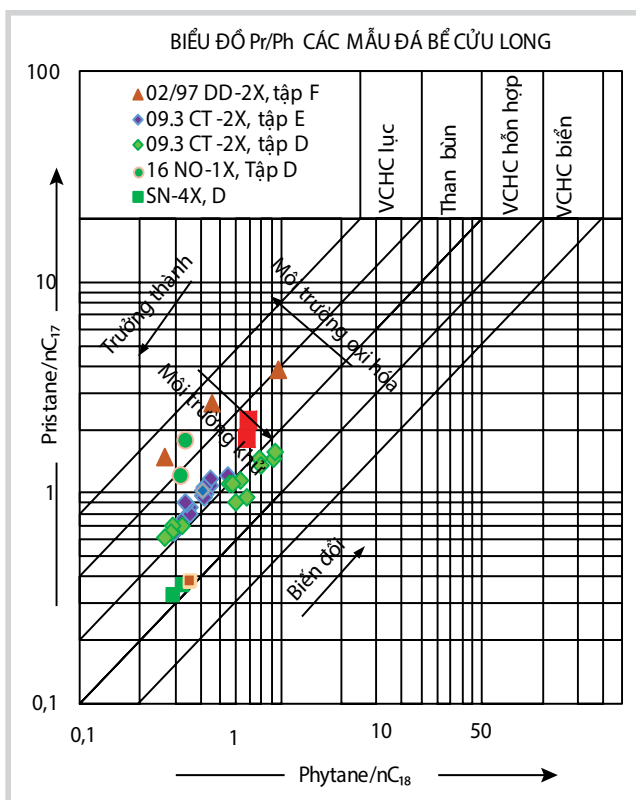 BIỂU ĐỒ Pr/Ph CÁC MẪU ĐÁ BỂ CỬU LONG
100
02/97 DD-2X, tập F
09.3 CT -2X, tập E
09.3 CT -2X, tập D
16 NO-1X, Tập D
SN-4X, D
VCHC lục
Than bùn
VCHC hỗn hợp
VCHC biển
10
Trưởng thành
Môi trường oxi hóa
Môi trường khử
Pristane/nC₁₇
1
Biến đổi
0,1
0,1
1
10
50
Phytane/nC₁₈